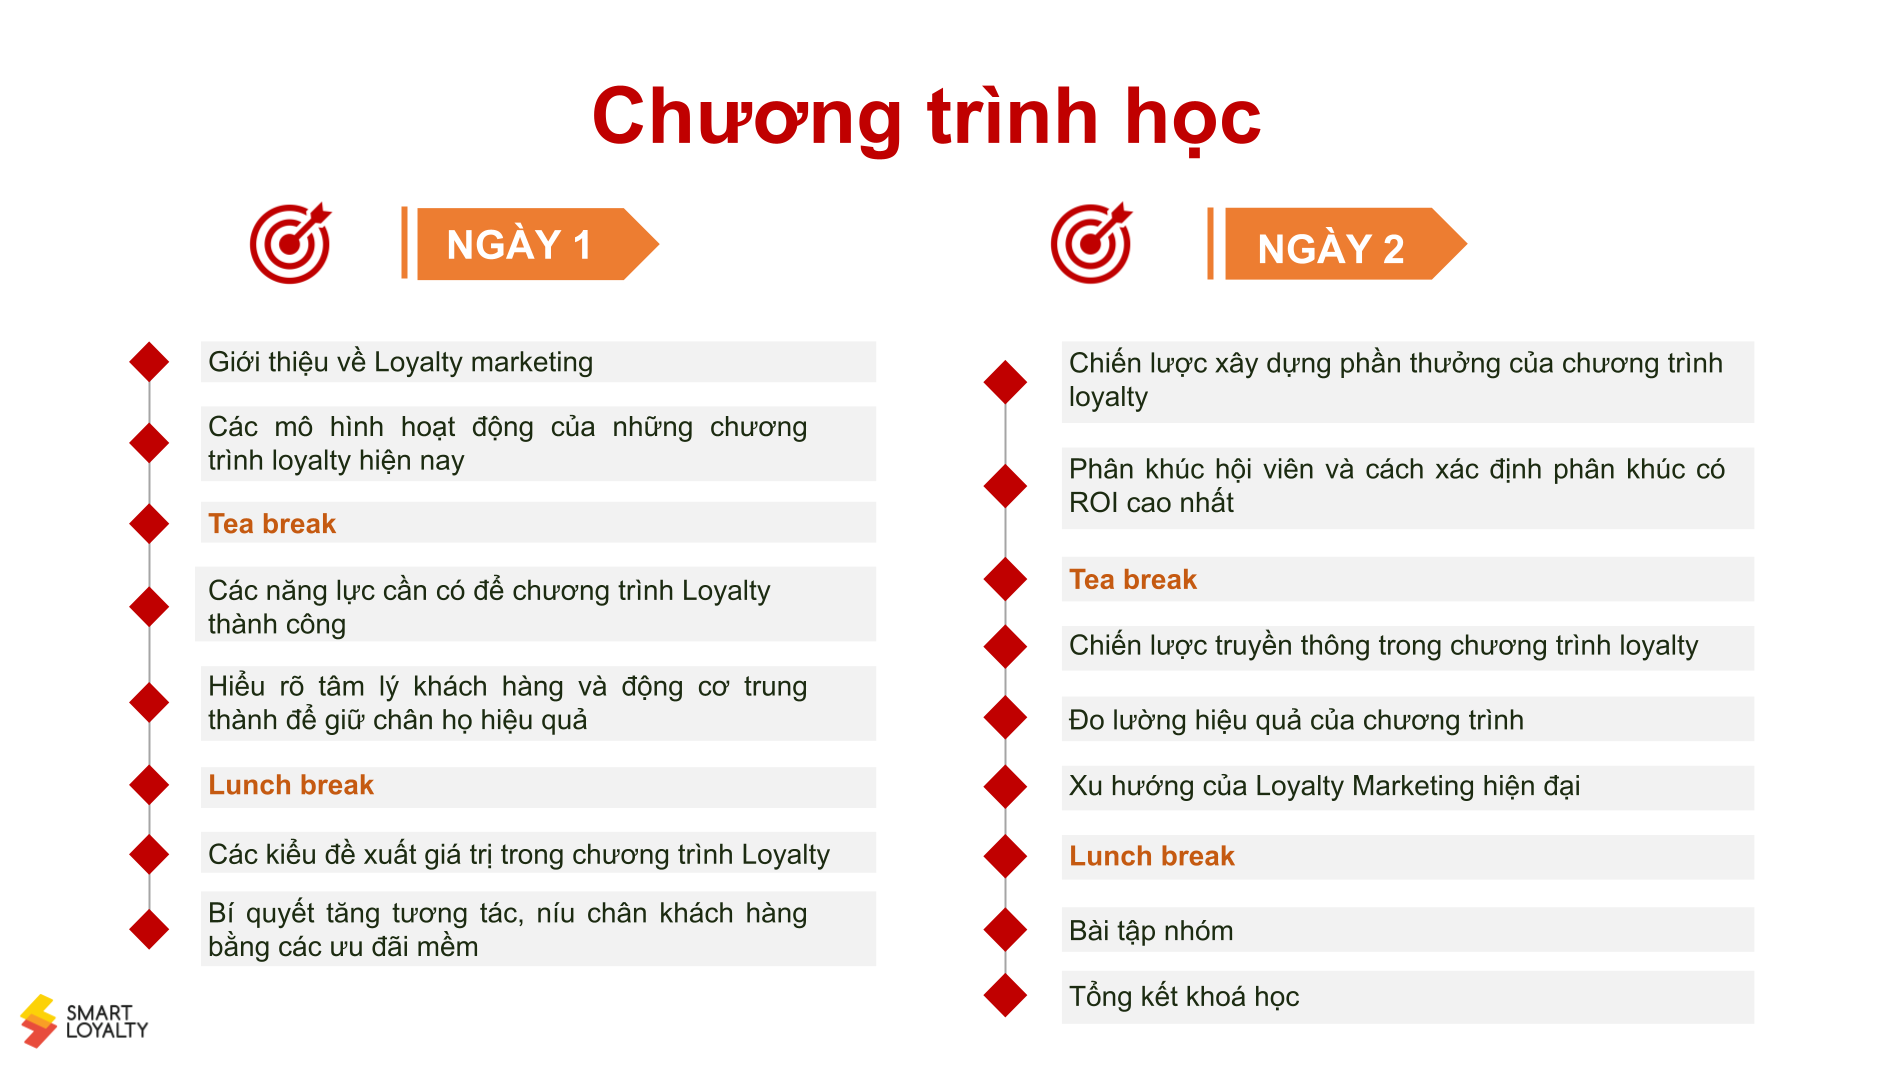 Chương trình học
NGÀY 1
Giới thiệu về Loyalty marketing
Các mô hình hoạt động của những chương
trình loyalty hiện nay
Tea break
Các năng lực cần có để chương trình Loyalty
thành công
Hiểu rõ tâm lý khách hàng và động cơ trung
thành để giữ chân họ hiệu quả
Lunch break
Các kiểu đề xuất giá trị trong chương trình Loyalty
Bí quyết tăng tương tác, níu chân khách hàng
bằng các ưu đãi mềm
NGÀY 2
Chiến lược xây dựng phần thưởng của chương trình
loyalty
Phân khúc hội viên và cách xác định phân khúc có
ROI cao nhất
Tea break
Chiến lược truyền thông trong chương trình loyalty
Đo lường hiệu quả của chương trình
Xu hướng của Loyalty Marketing hiện đại
Lunch break
Bài tập nhóm
Tổng kết khoá học
SMART
LOYALTY